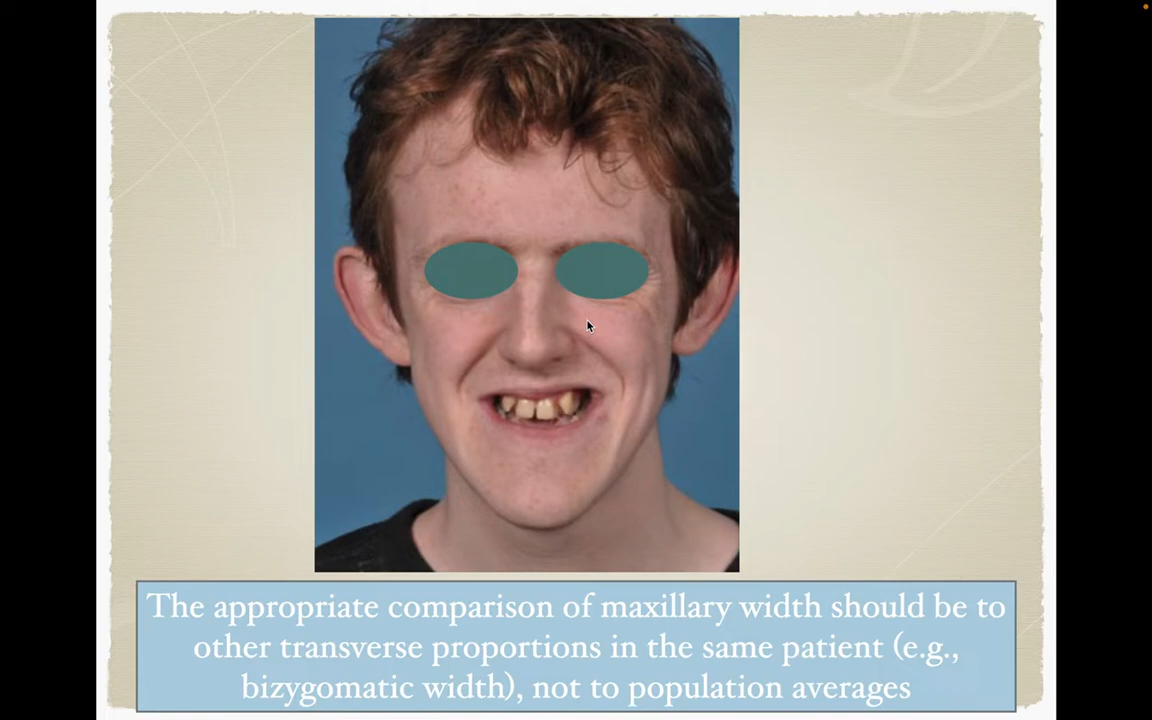 The appropriate comparison of maxillary width should be to
other transverse proportions in the same patient (e.g.,
bizygomatic width), not to population averages